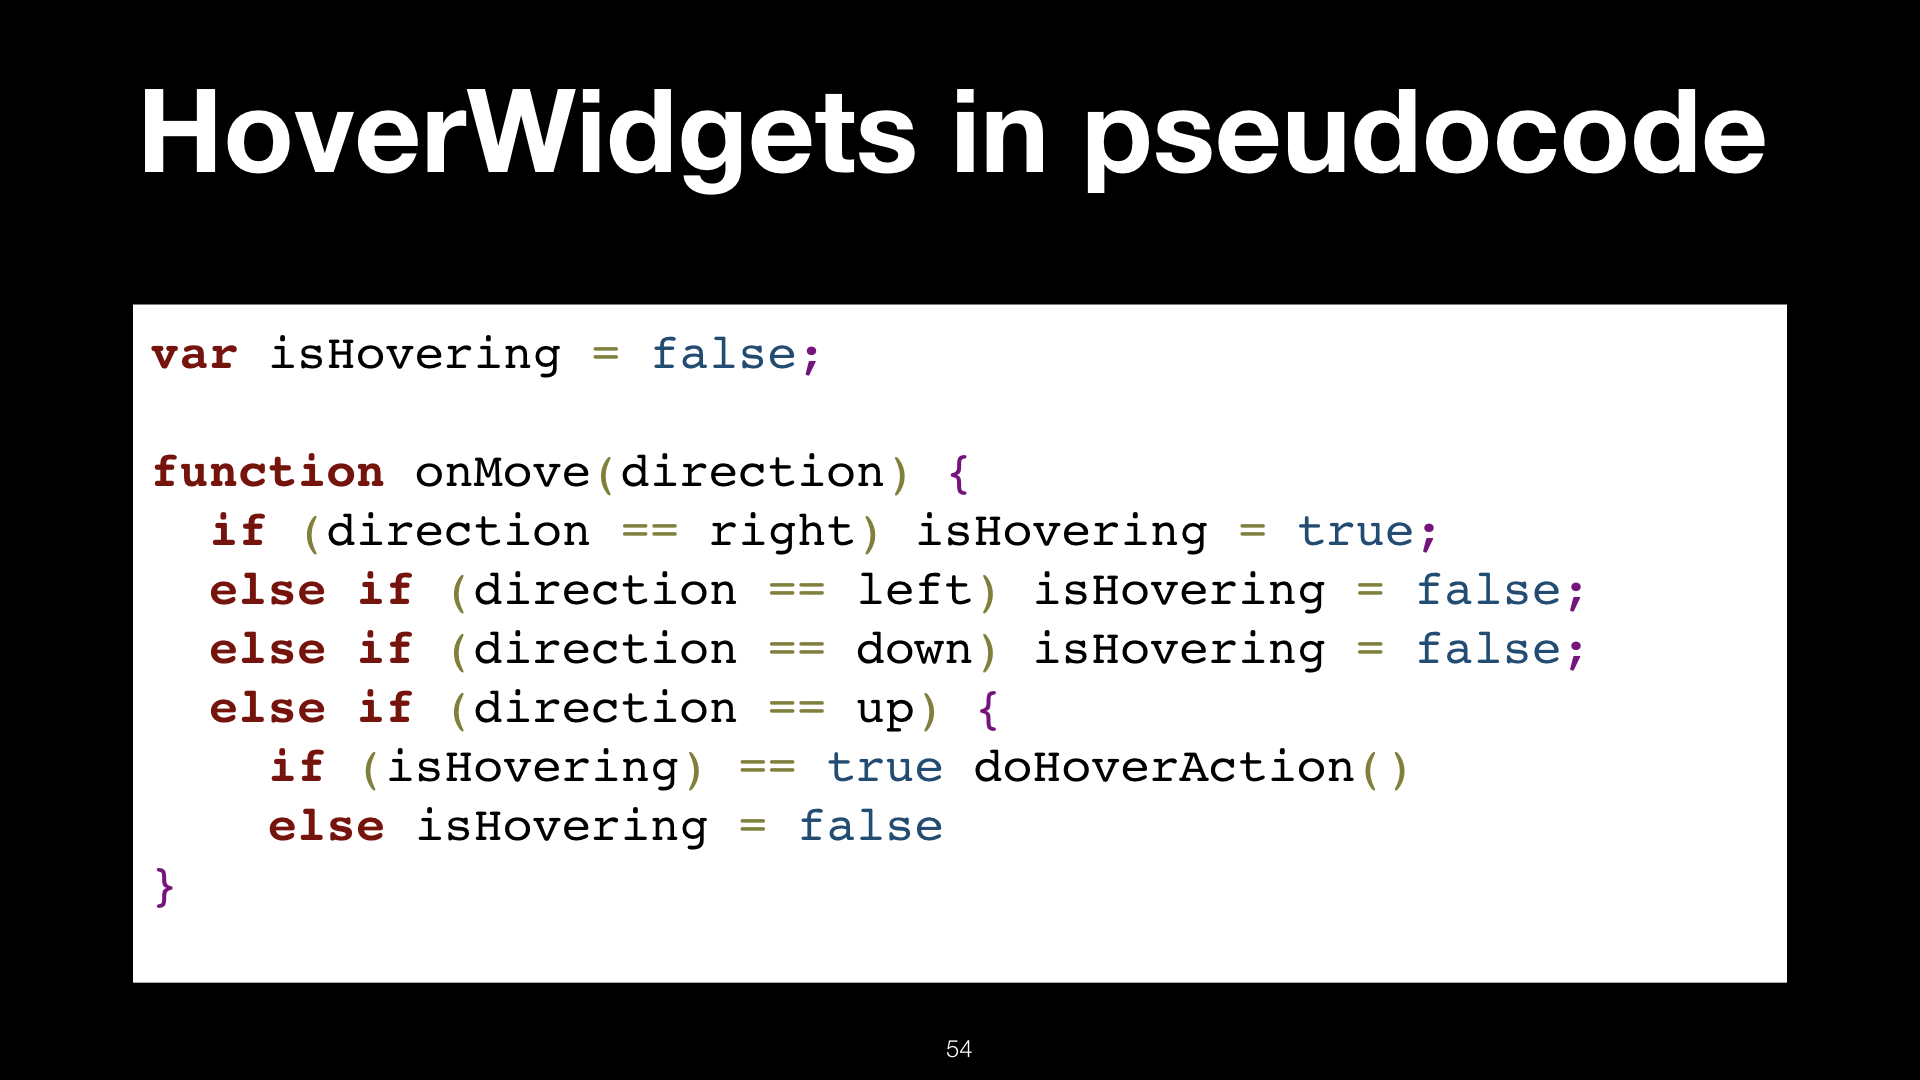 HoverWidgets in pseudocode
var isHovering = false;
function onMove(direction) {
if (direction == right) isHovering = true;
else if (direction == left) isHovering = false;
else if (direction == down) isHovering = false;
else if (direction == up) {
if (isHovering) == true doHoverAction()
else isHovering = false
}
54